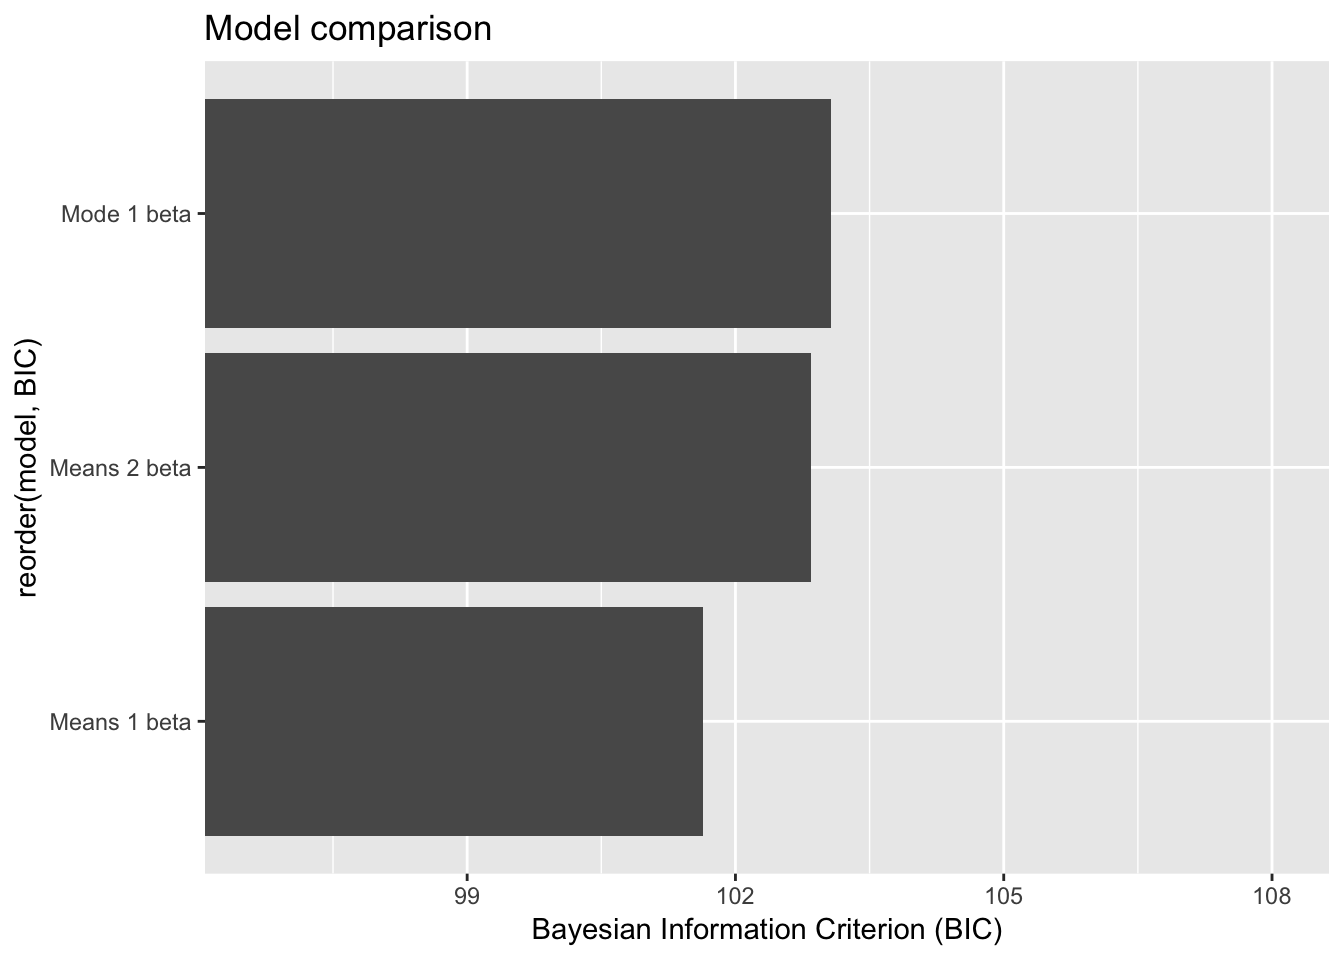 Model comparison
Mode 1 beta
Means 2 beta
Means 1 beta
reorder(model, BIC)
99 102 105 108
Bayesian Information Criterion (BIC)